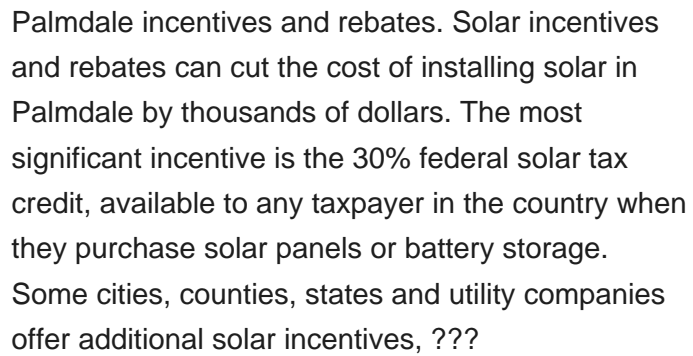 Palmdale incentives and rebates. Solar incentives
and rebates can cut the cost of installing solar in
Palmdale by thousands of dollars. The most
significant incentive is the 30% federal solar tax
credit, available to any taxpayer in the country when
they purchase solar panels or battery storage.
Some cities, counties, states and utility companies
offer additional solar incentives, ???